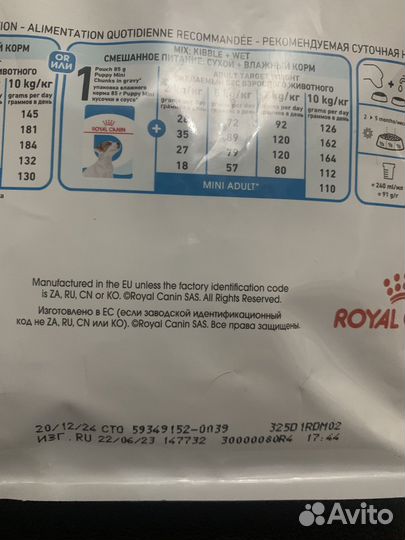 ION - ALIMENTATION QUOTIDIENNE RECOMMANDÉE - РЕКОМЕНДУЕМАЯ СУТОЧНАЯ Н
Й КОРМ
OR
ИЛИ
MIX: KIBBLE + WET
СМЕШАННОЕ ПИТАНИЕ: СУХОЙ + ВЛАЖНЫЙ КОРМ
ИВОТНОГО
10 kg/кг
grams per day
граммов в день
145
181
184
132
130
1
Pouch 85 g
Puppy Mini
Chunks in gravy*
упаковка влажного
корма 85 г Puppy Mini
кусочки в соусе*
ROYAL CANIN
+
ADULT TARGET WEIGHT
ВЕС ВЗРОСЛОГО ЖИВОТНОГО
kg/кг
10 kg/кг
grams per day
граммов в день
72 92 126
35 89 120 162
27 79 120 164
18 57 80 112
110
MINI ADULT*
2 > 3 months/мес
= 240 ml/мл
= 91 g/г
Manufactured in the EU unless the factory identification code
is ZA, RU, CN or KO. ©Royal Canin SAS. All Rights Reserved.
Изготовлено в ЕС (если заводской идентификационный
код не ZA, RU, CN или KO). ©Royal Canin SAS. Все права защищены.
ROYAL C
20/12/24 СТО 59349152-0039 325D1RDM02
ИЗГ. RU 22/06/23 147732 30000080R4 17:44
Avito